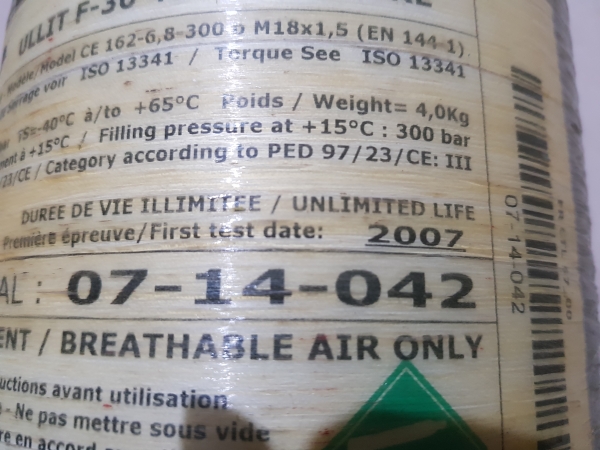 ULLIT F-36
Modèle/Model CE 162-6,8-300 M18x1,5 (EN 144-1)
serrage voir ISO 13341 / Torque See ISO 13341
TS=-40°C à/to +65°C Poids / Weight= 4,0Kg
à +15°C / Filling pressure at +15°C : 300 bar
/23/CE / Category according to PED 97/23/CE: III
DUREE DE VIE ILLIMITEE / UNLIMITED LIFE
Première épreuve/First test date: 2007
AL : 07-14-042
ENT / BREATHABLE AIR ONLY
uctions avant utilisation
- Ne pas mettre sous vide
re en accord
07-14-042